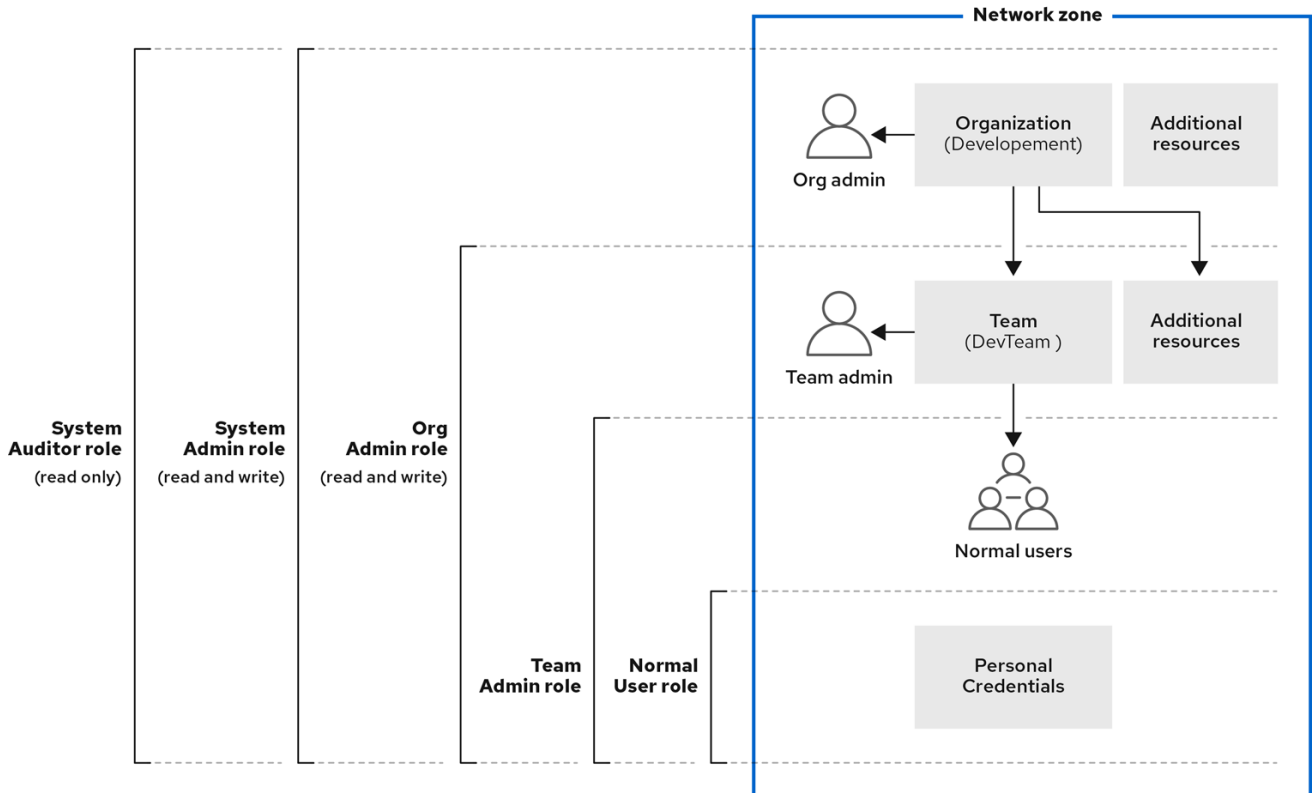 Network zone
Organization
(Developement)
Additional
resources
Org admin
Team
(DevTeam )
Additional
resources
Team admin
System
Auditor role
(read only)
System
Admin role
(read and write)
Org
Admin role
(read and write)
Normal users
Team
Admin role
Normal
User role
Personal
Credentials